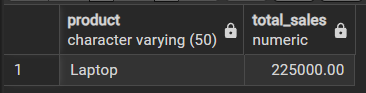 product total_sales
character varying (50) numeric
1 Laptop 225000.00